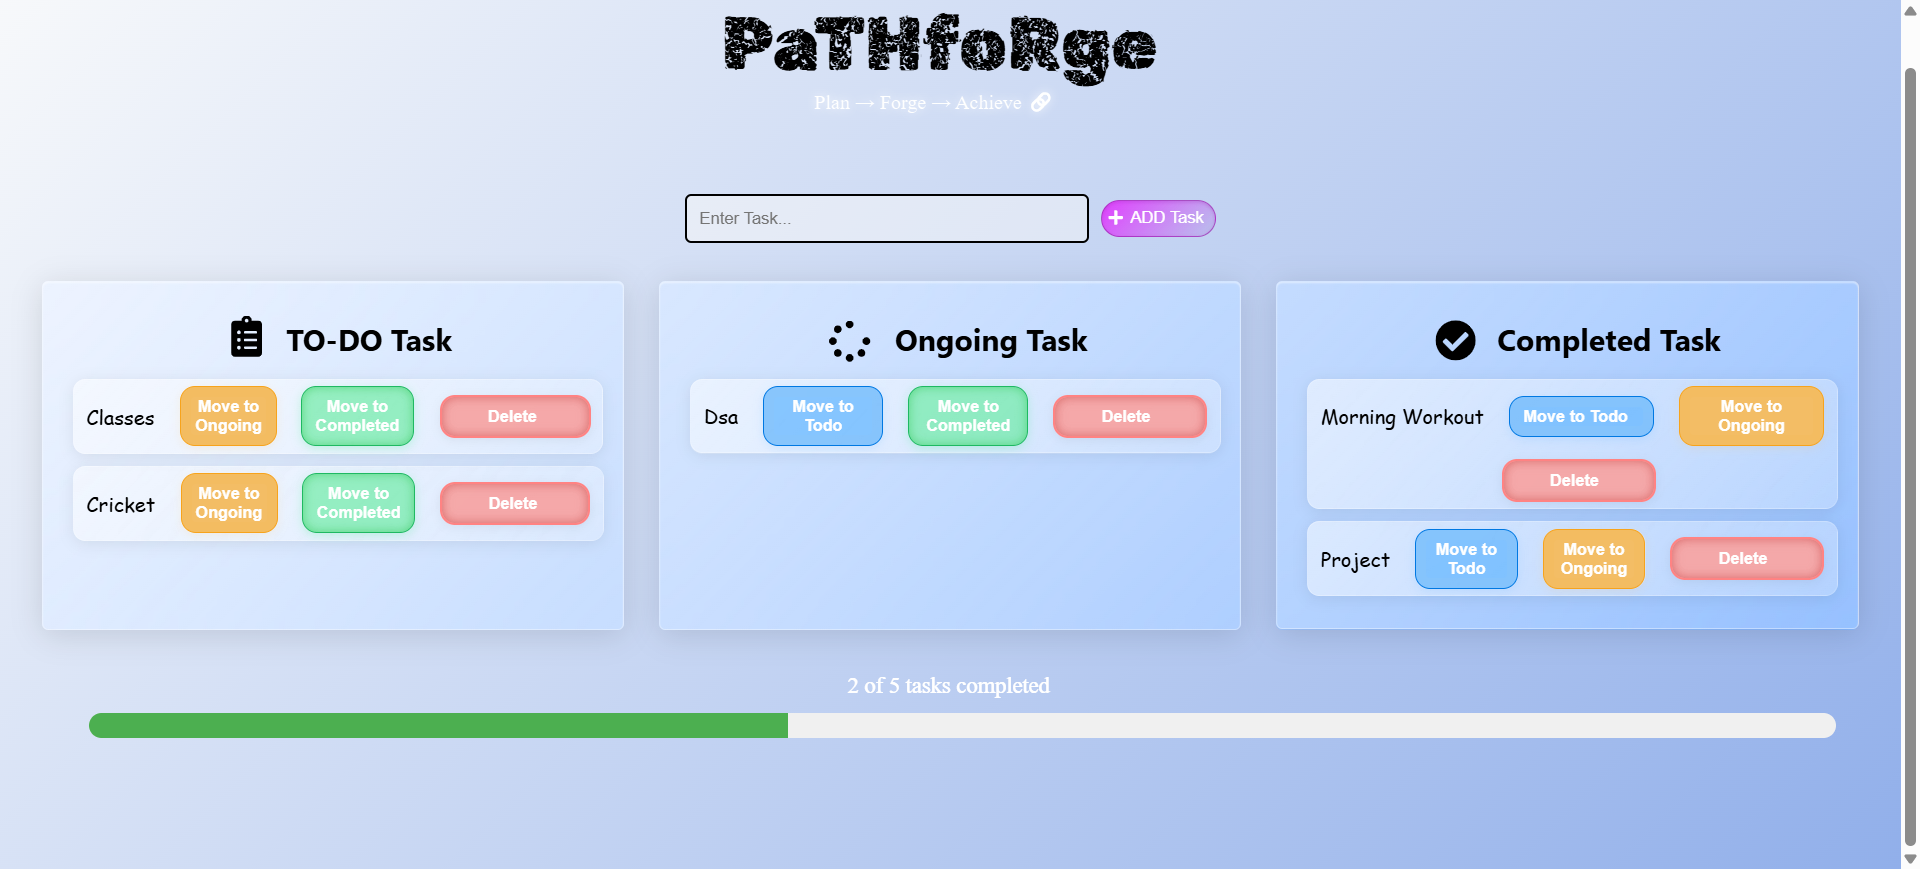 PaTHfoRge
Plan → Forge → Achieve
Enter Task...
ADD Task
TO-DO Task
Classes
Move to
Ongoing
Move to
Completed
Delete
Cricket
Move to
Ongoing
Move to
Completed
Delete
Ongoing Task
Dsa
Move to
Todo
Move to
Completed
Delete
Completed Task
Morning Workout
Move to Todo
Move to
Ongoing
Delete
Project
Move to
Todo
Move to
Ongoing
Delete
2 of 5 tasks completed